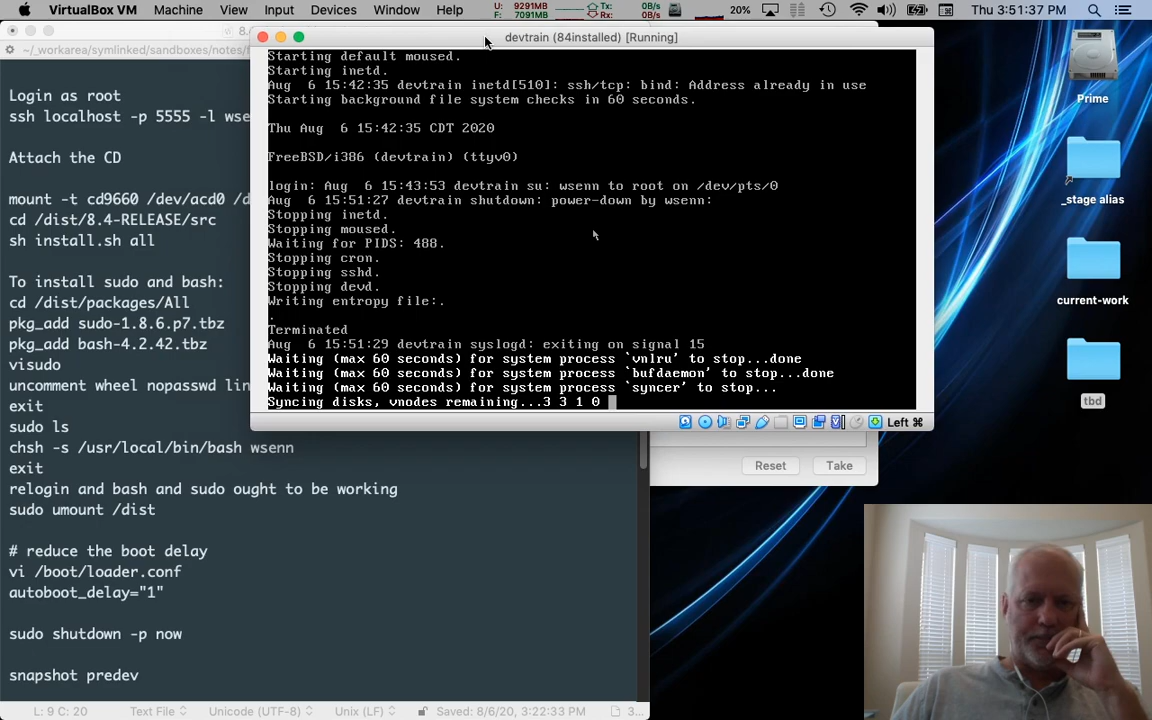 VirtualBox VM Machine View Input Devices Window Help U: 9291MB F: 7091MB Tx: 0B/s Rx: 0B/s 20% Thu 3:51:37 PM
8.
~/_workarea/symlinked/sandboxes/notes/
Login as root
ssh localhost -p 5555 -l wse
Attach the CD
mount -t cd9660 /dev/acd0 /d
cd /dist/8.4-RELEASE/src
sh install.sh all
To install sudo and bash:
cd /dist/packages/All
pkg_add sudo-1.8.6.p7.tbz
pkg_add bash-4.2.42.tbz
visudo
uncomment wheel nopasswd lin
exit
sudo ls
chsh -s /usr/local/bin/bash wsenn
exit
relogin and bash and sudo ought to be working
sudo umount /dist
# reduce the boot delay
vi /boot/loader.conf
autoboot_delay="1"
sudo shutdown -p now
snapshot predev
L: 9 C: 20 Text File Unicode (UTF-8) Unix (LF) Saved: 8/6/20, 3:22:33 PM 3...
devtrain (84installed) [Running]
Starting default moused.
Starting inetd.
Aug  6 15:42:35 devtrain inetd[510]: ssh/tcp: bind: Address already in use
Starting background file system checks in 60 seconds.
Thu Aug  6 15:42:35 CDT 2020
FreeBSD/i386 (devtrain) (ttyv0)
login: Aug  6 15:43:53 devtrain su: wsenn to root on /dev/pts/0
Aug  6 15:51:27 devtrain shutdown: power-down by wsenn:
Stopping inetd.
Stopping moused.
Waiting for PIDS: 488.
Stopping cron.
Stopping sshd.
Stopping devd.
Writing entropy file:.
.
Terminated
Aug  6 15:51:29 devtrain syslogd: exiting on signal 15
Waiting (max 60 seconds) for system process `vnlru' to stop...done
Waiting (max 60 seconds) for system process `bufdaemon' to stop...done
Waiting (max 60 seconds) for system process `syncer' to stop...
Syncing disks, vnodes remaining...3 3 1 0
Left ⌘
Reset Take
Prime
_stage alias
current-work
tbd